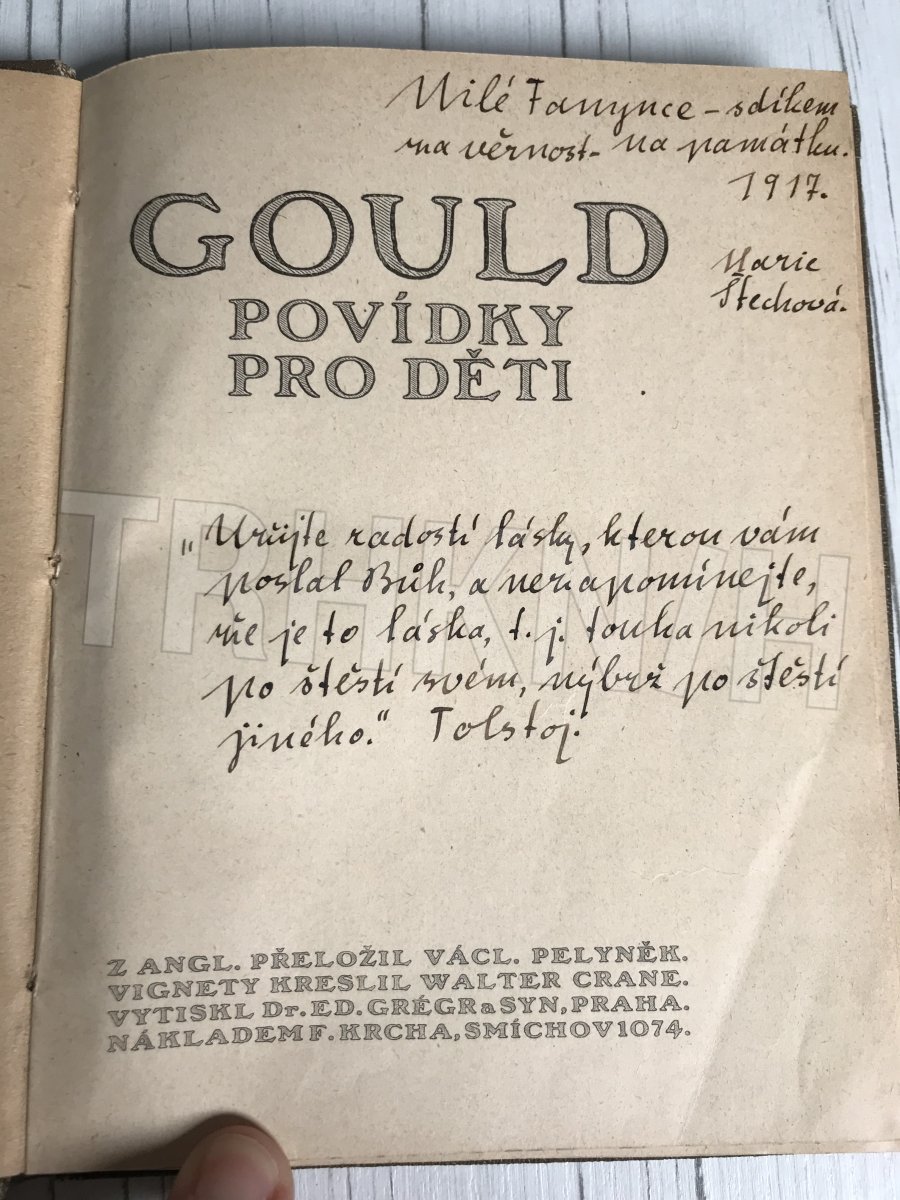 Milé Fanynce - s díkem
na věrnost - na památku.
1917.
Marie
Štechová.
GOULD
POVÍDKY
PRO DĚTI
„Užijte radostí lásky, kterou vám
poslal Bůh, a nezapomínejte,
že je to láska, t. j. touha nikoli
po štěstí svém, nýbrž po štěstí
jiného." Tolstoj.
TRHKNIH
Z ANGL. PŘELOŽIL VÁCL. PELYNĚK.
VIGNETY KRESLIL WALTER CRANE.
VYTISKL Dr. ED. GRÉGR a SYN, PRAHA.
NÁKLADEM F. KRCHA, SMÍCHOV 1074.